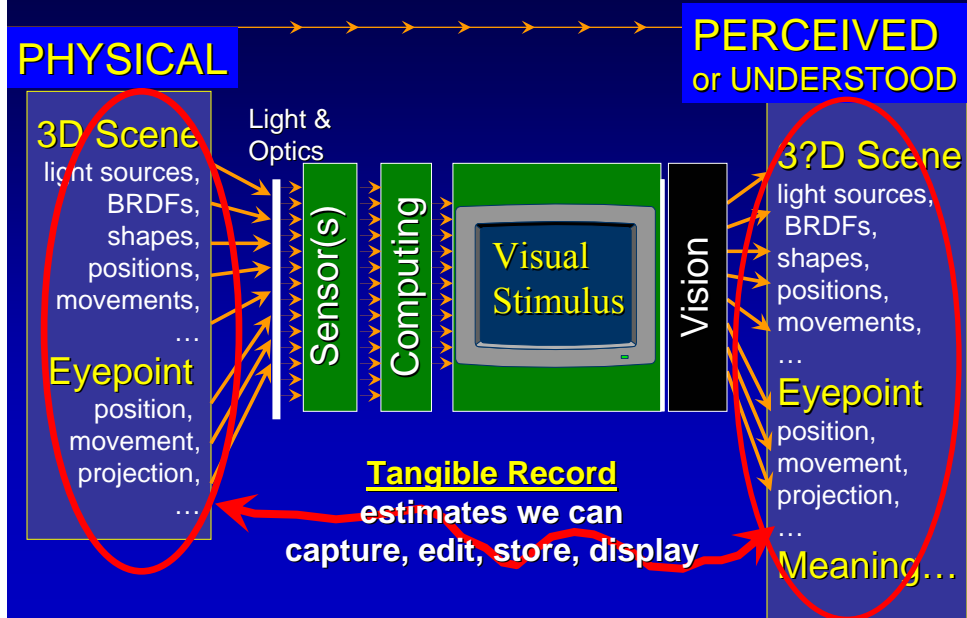 PHYSICAL
PERCEIVED
or UNDERSTOOD
3D Scene
light sources,
BRDFs,
shapes,
positions,
movements,
…
Eyepoint
position,
movement,
projection,
…
Light &
Optics
Sensor(s)
Computing
Visual
Stimulus
Vision
3?D Scene
light sources,
BRDFs,
shapes,
positions,
movements,
…
Eyepoint
position,
movement,
projection,
…
Meaning…
Tangible Record
estimates we can
capture, edit, store, display